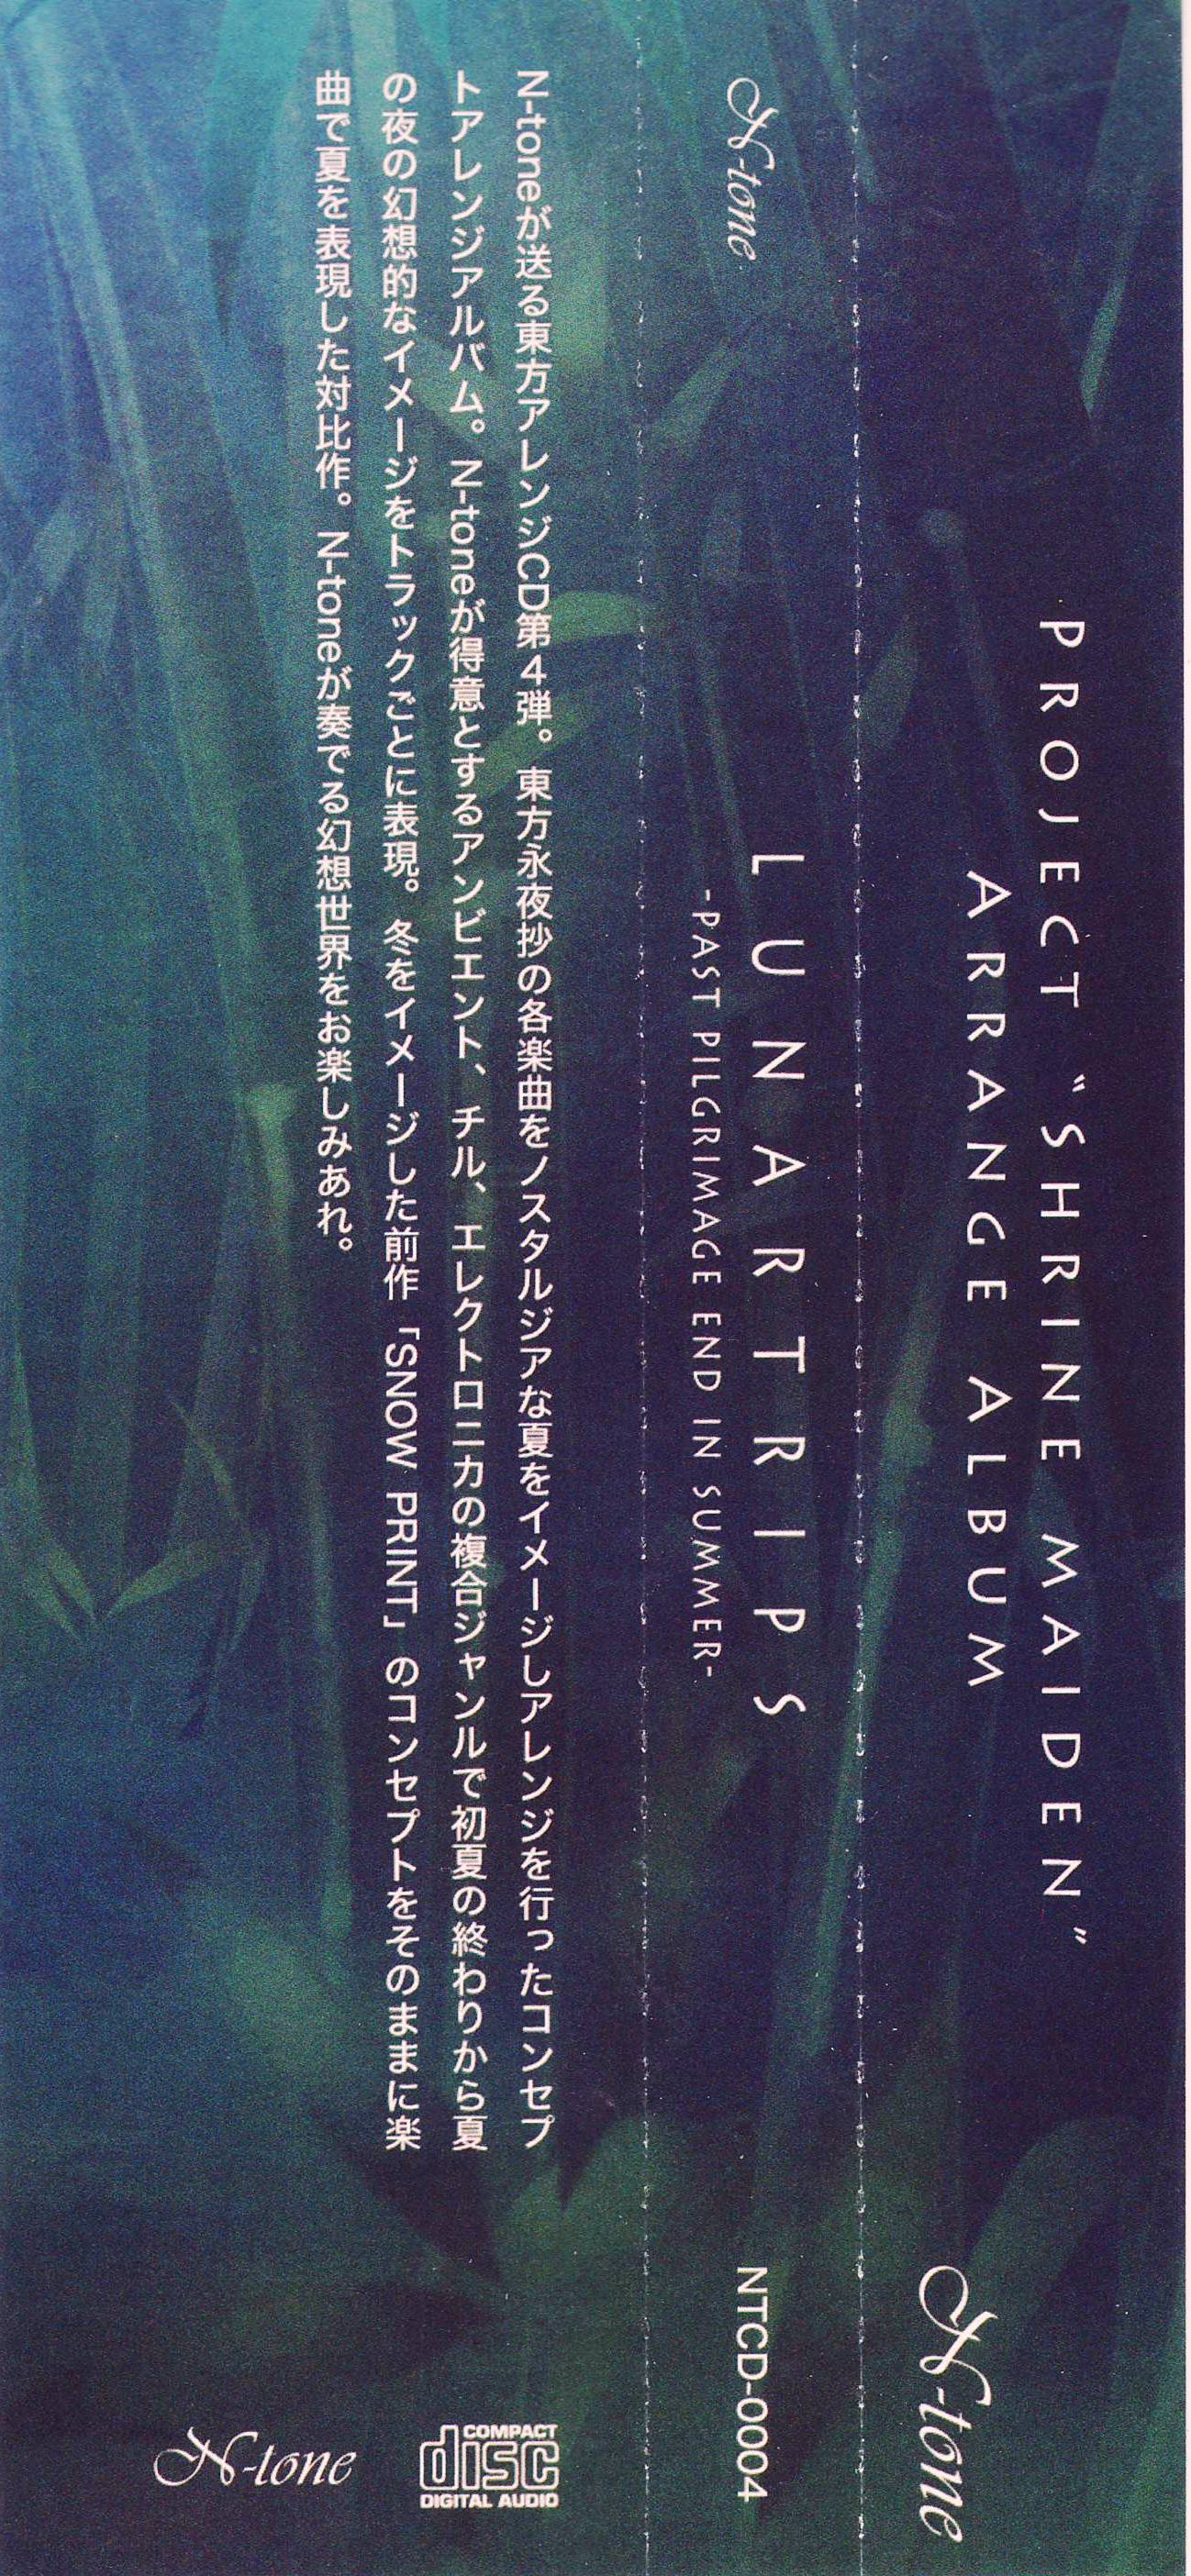 PROJECT “SHRINE MAIDEN”
ARRANGE ALBUM
N-tone
N-tone
LUNARTRIPS
-PAST PILGRIMAGE END IN SUMMER-
NTCD-0004
N-toneが送る東方アレンジCD第４弾。東方永夜抄の各楽曲をノスタルジアな夏をイメージしアレンジを行ったコンセプ
トアレンジアルバム。N-toneが得意とするアンビエント、チル、エレクトロニカの複合ジャンルで初夏の終わりから夏
の夜の幻想的なイメージをトラックごとに表現。冬をイメージした前作「SNOW PRINT」のコンセプトをそのままに楽
曲で夏を表現した対比作。N-toneが奏でる幻想世界をお楽しみあれ。
COMPACT
disc
DIGITAL AUDIO
N-tone